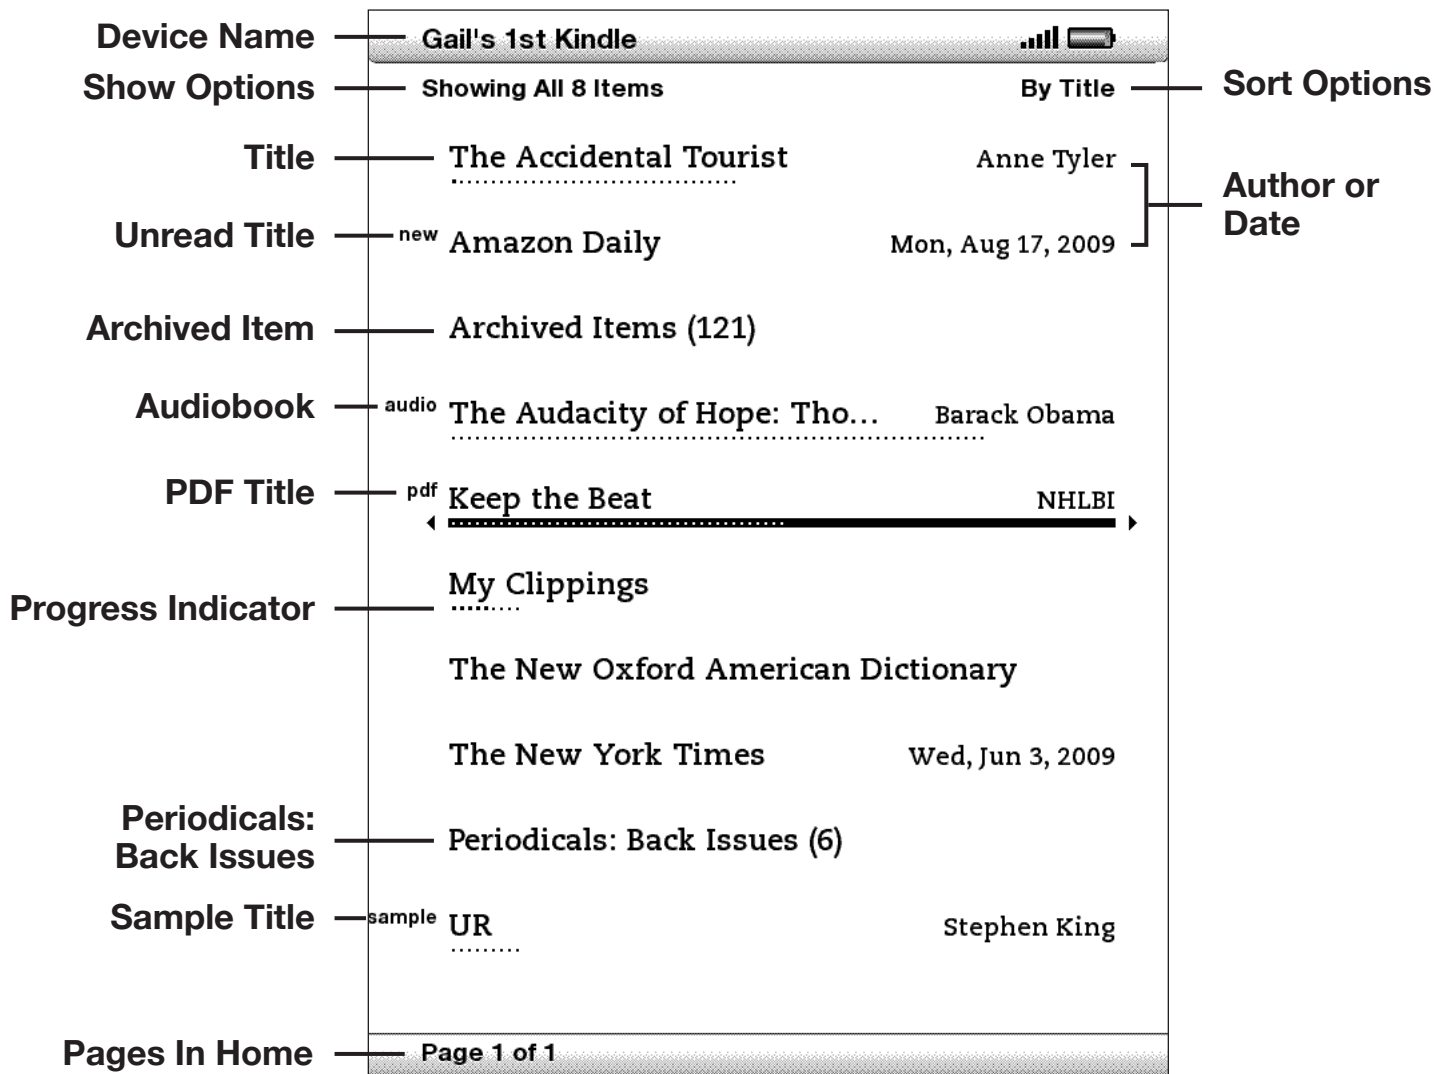 Device Name
Gail's 1st Kindle
Show Options
Showing All 8 Items
By Title
Sort Options
Title
The Accidental Tourist
Anne Tyler
Author or
Date
Unread Title
new
Amazon Daily
Mon, Aug 17, 2009
Archived Item
Archived Items (121)
Audiobook
audio
The Audacity of Hope: Tho...
Barack Obama
PDF Title
pdf
Keep the Beat
NHLBI
My Clippings
Progress Indicator
The New Oxford American Dictionary
The New York Times
Wed, Jun 3, 2009
Periodicals:
Back Issues
Periodicals: Back Issues (6)
Sample Title
sample
UR
Stephen King
Pages In Home
Page 1 of 1